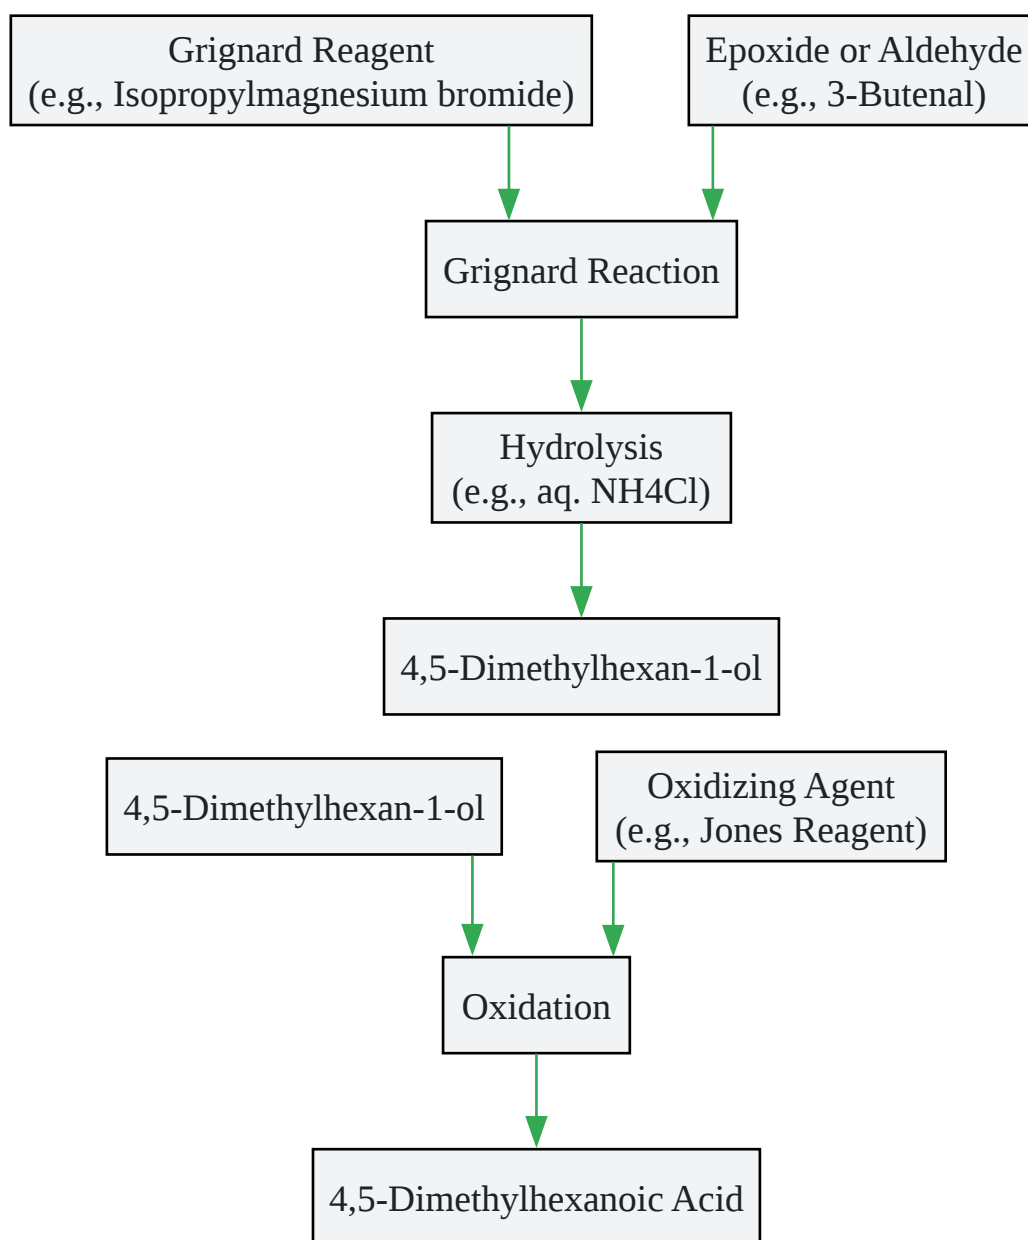 Grignard Reagent
(e.g., Isopropylmagnesium bromide)
Epoxide or Aldehyde
(e.g., 3-Butenal)
Grignard Reaction
Hydrolysis
(e.g., aq. NH4Cl)
4,5-Dimethylhexan-1-ol
4,5-Dimethylhexan-1-ol
Oxidizing Agent
(e.g., Jones Reagent)
Oxidation
4,5-Dimethylhexanoic Acid